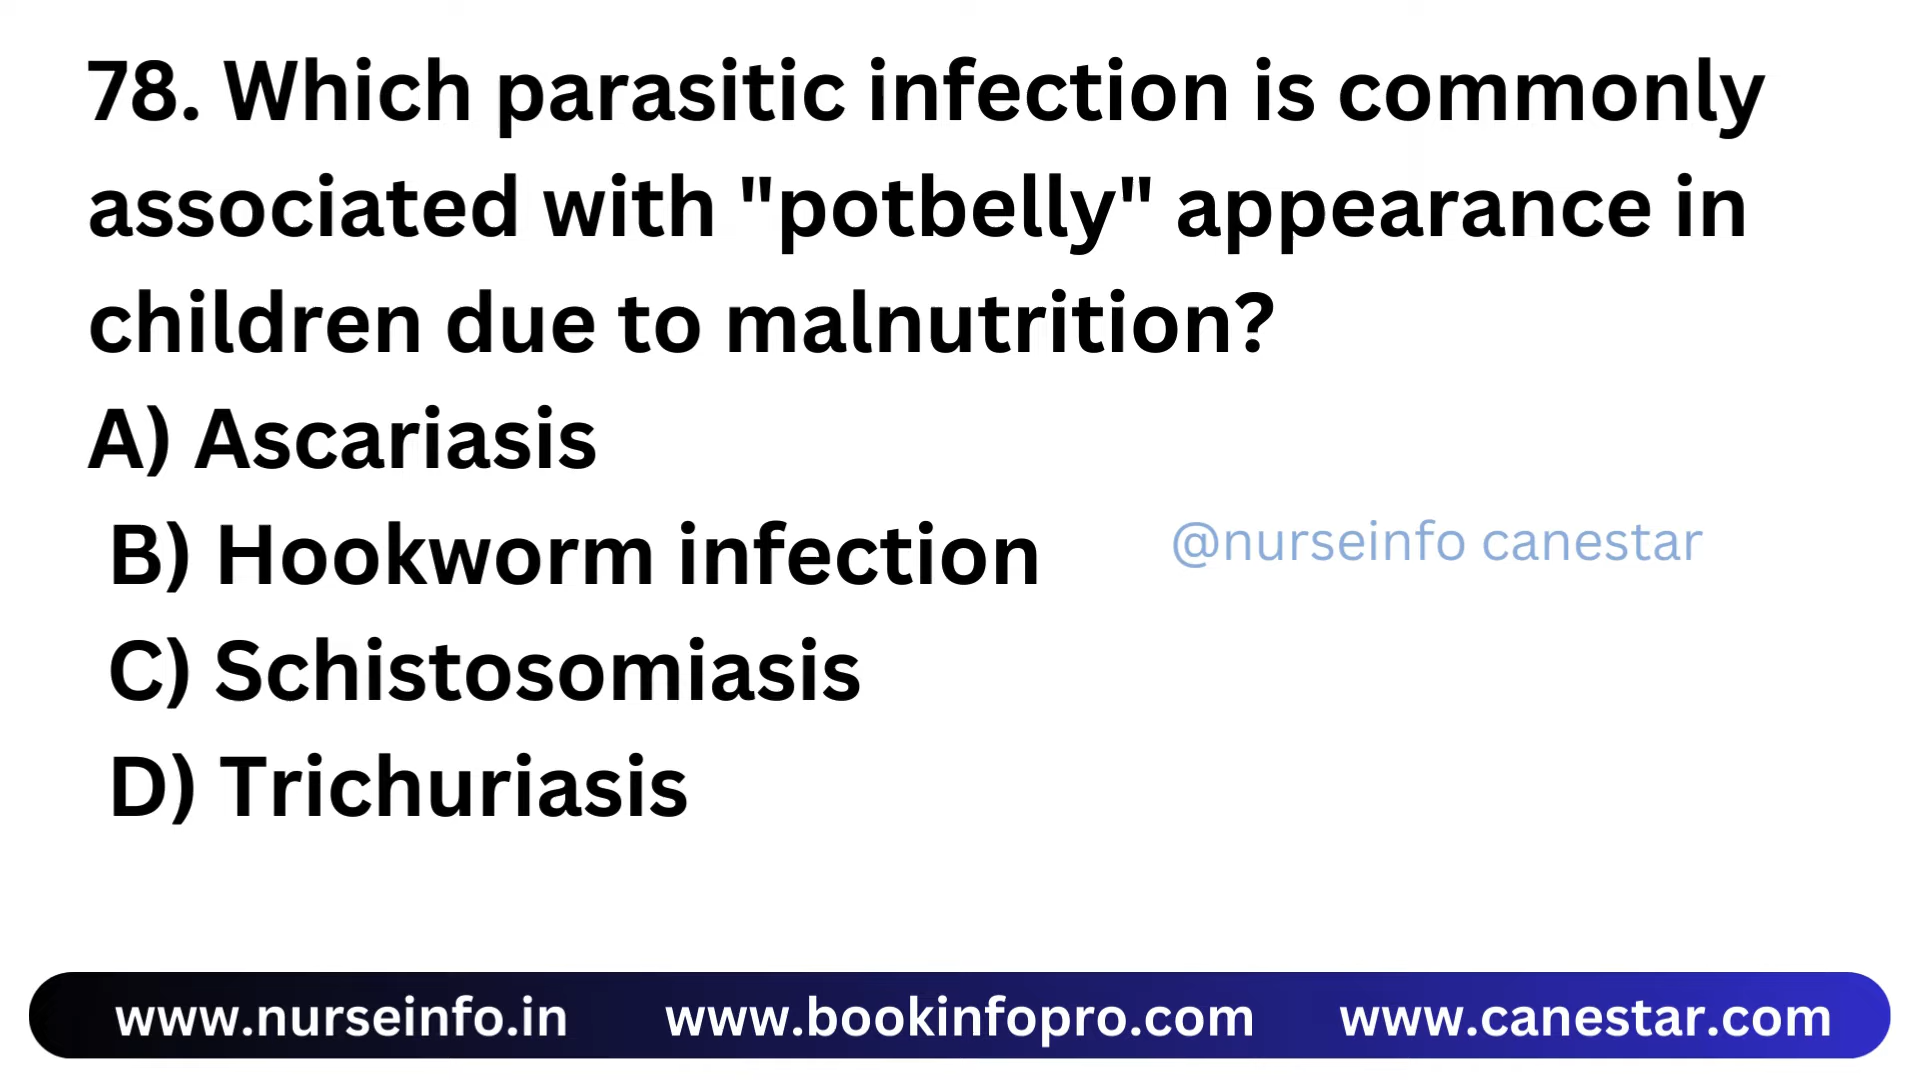 78. Which parasitic infection is commonly
associated with "potbelly" appearance in
children due to malnutrition?
A) Ascariasis
B) Hookworm infection
@nurseinfo canestar
C) Schistosomiasis
D) Trichuriasis
www.nurseinfo.in www.bookinfopro.com www.canestar.com